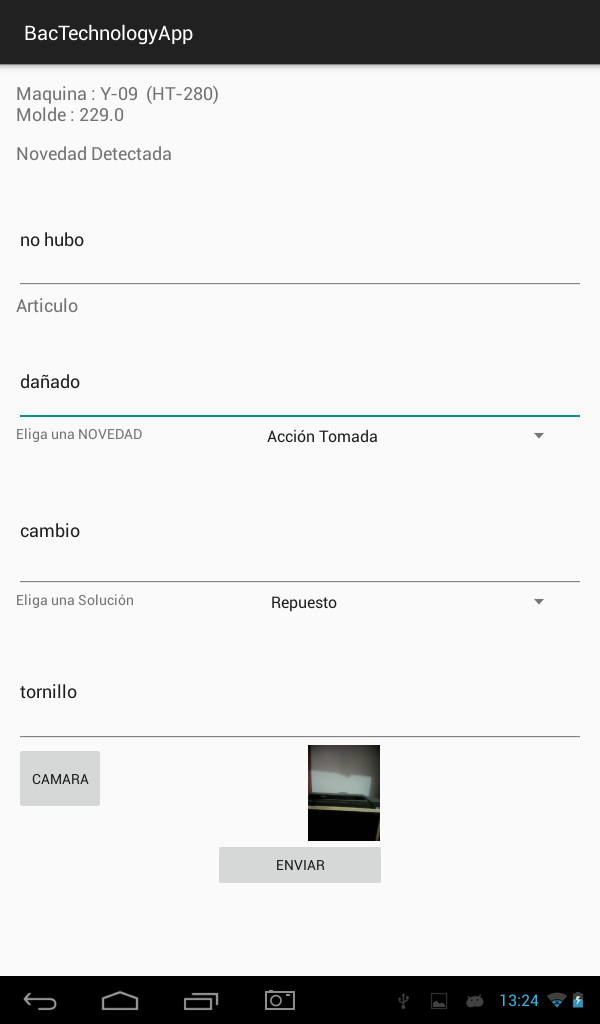 BacTechnologyApp
Maquina : Y-09 (HT-280)
Molde : 229.0
Novedad Detectada
no hubo
Articulo
dañado
Eliga una NOVEDAD Acción Tomada
cambio
Eliga una Solución Repuesto
tornillo
CAMARA
ENVIAR
13:24